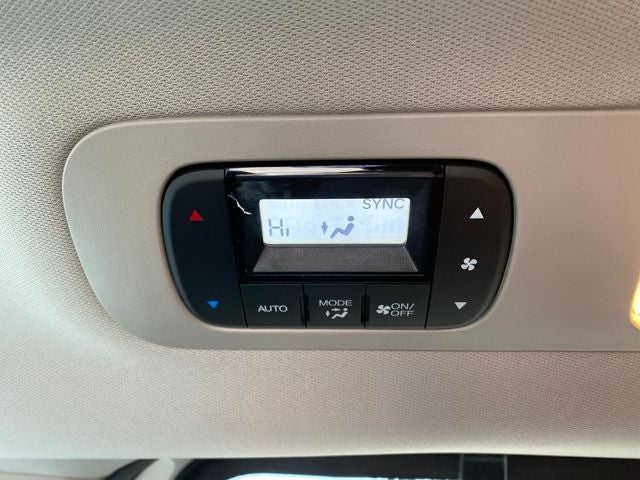 SYNC
Hi
AUTO
MODE
ON/
OFF